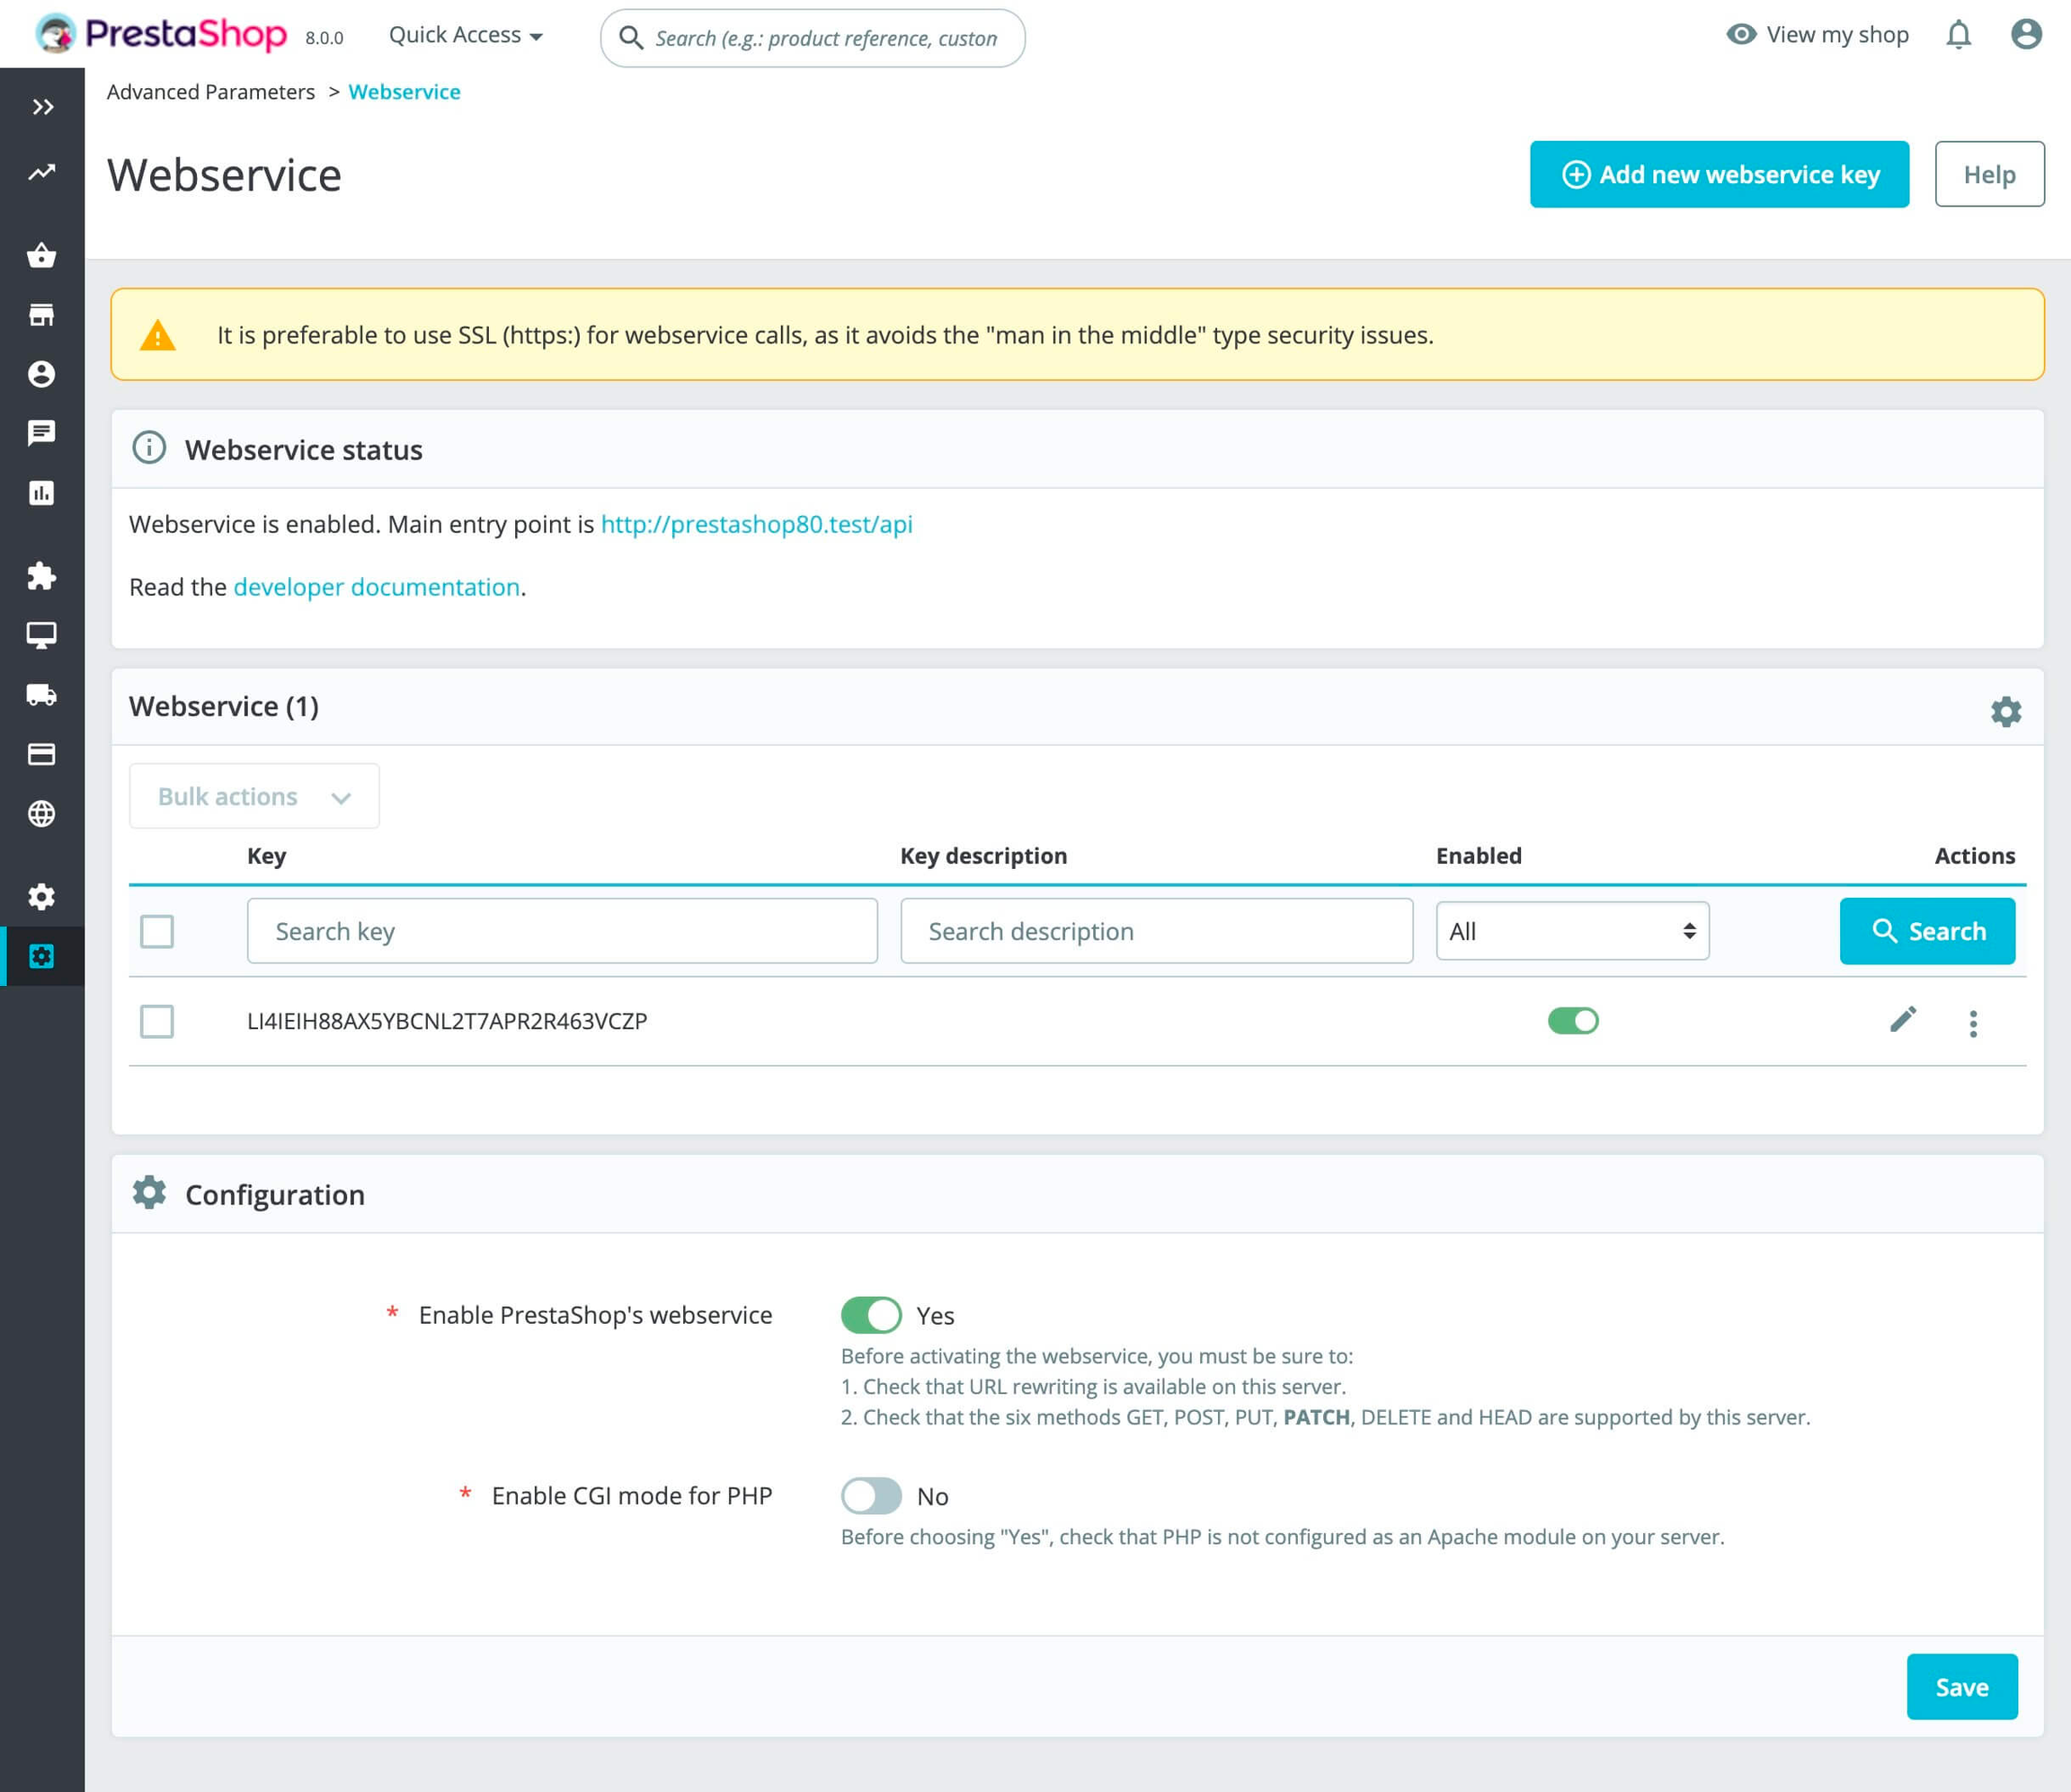 PrestaShop 8.0.0 Quick Access Search (e.g.: product reference, custon View my shop
Advanced Parameters > Webservice
Webservice Add new webservice key Help
It is preferable to use SSL (https:) for webservice calls, as it avoids the "man in the middle" type security issues.
Webservice status
Webservice is enabled. Main entry point is http://prestashop80.test/api
Read the developer documentation.
Webservice (1)
Bulk actions
Key Key description Enabled Actions
Search key Search description All Search
LI4IEIH88AX5YBCNL2T7APR2R463VCZP
Configuration
* Enable PrestaShop's webservice Yes
Before activating the webservice, you must be sure to:
1. Check that URL rewriting is available on this server.
2. Check that the six methods GET, POST, PUT, PATCH, DELETE and HEAD are supported by this server.
* Enable CGI mode for PHP No
Before choosing "Yes", check that PHP is not configured as an Apache module on your server.
Save